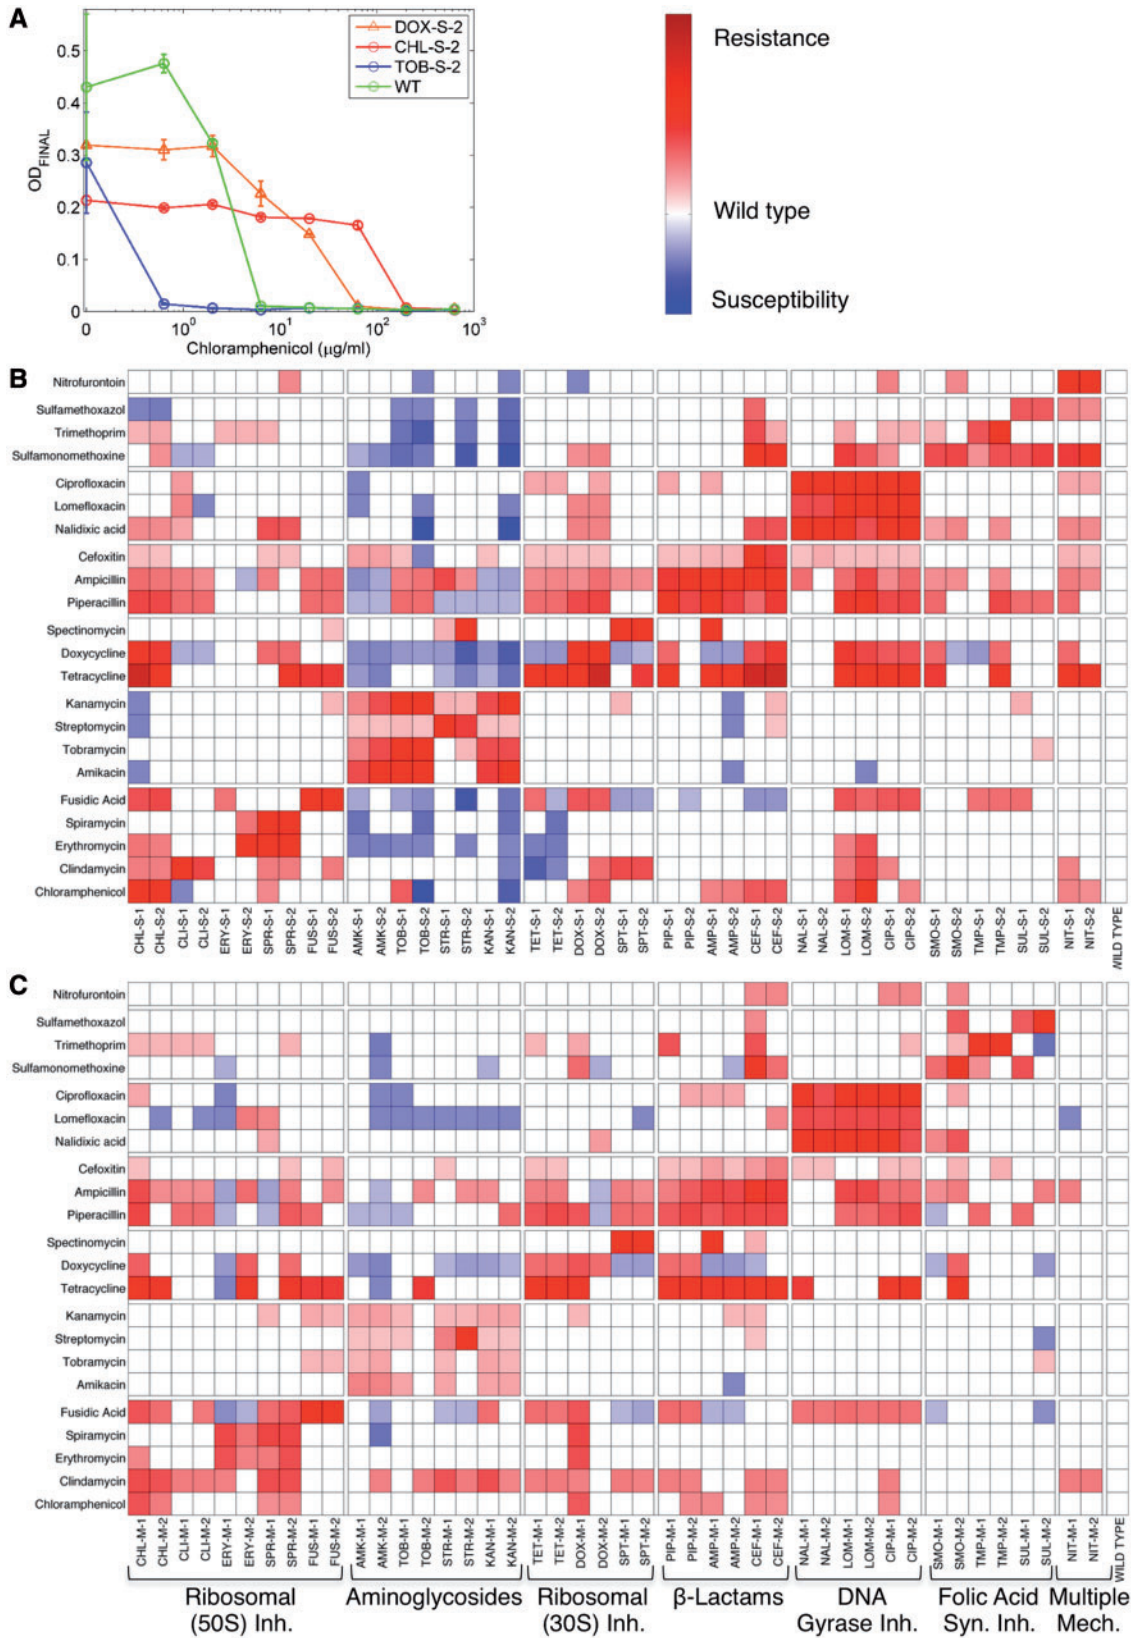 A
DOX-S-2
CHL-S-2
TOB-S-2
WT
0.5
0.4
0.3
0.2
0.1
0
OD_FINAL
0 10^0 10^1 10^2 10^3
Chloramphenicol (μg/ml)
Resistance
Wild type
Susceptibility
B
Nitrofurontoin
Sulfamethoxazol
Trimethoprim
Sulfamonomethoxine
Ciprofloxacin
Lomefloxacin
Nalidixic acid
Cefoxitin
Ampicillin
Piperacillin
Spectinomycin
Doxycycline
Tetracycline
Kanamycin
Streptomycin
Tobramycin
Amikacin
Fusidic Acid
Spiramycin
Erythromycin
Clindamycin
Chloramphenicol
CHL-S-1
CHL-S-2
CLI-S-1
CLI-S-2
ERY-S-1
SPR-S-1
SPR-S-2
FUS-S-1
FUS-S-2
AMK-S-1
AMK-S-2
TOB-S-1
TOB-S-2
STR-S-1
STR-S-2
KAN-S-1
KAN-S-2
TET-S-1
TET-S-2
DOX-S-1
DOX-S-2
SPT-S-1
SPT-S-2
PIP-S-1
PIP-S-2
AMP-S-1
AMP-S-2
CEF-S-1
CEF-S-2
NAL-S-1
NAL-S-2
LOM-S-1
LOM-S-2
CIP-S-1
CIP-S-2
SMO-S-1
SMO-S-2
TMP-S-1
TMP-S-2
SUL-S-1
SUL-S-2
NIT-S-1
NIT-S-2
WILD TYPE
C
Nitrofurontoin
Sulfamethoxazol
Trimethoprim
Sulfamonomethoxine
Ciprofloxacin
Lomefloxacin
Nalidixic acid
Cefoxitin
Ampicillin
Piperacillin
Spectinomycin
Doxycycline
Tetracycline
Kanamycin
Streptomycin
Tobramycin
Amikacin
Fusidic Acid
Spiramycin
Erythromycin
Clindamycin
Chloramphenicol
CHL-M-1
CHL-M-2
CLI-M-1
CLI-M-2
ERY-M-1
ERY-M-2
SPR-M-1
SPR-M-2
FUS-M-1
FUS-M-2
AMK-M-1
AMK-M-2
TOB-M-1
TOB-M-2
STR-M-1
STR-M-2
KAN-M-1
KAN-M-2
TET-M-1
TET-M-2
DOX-M-1
DOX-M-2
SPT-M-1
SPT-M-2
PIP-M-1
PIP-M-2
AMP-M-1
AMP-M-2
CEF-M-1
CEF-M-2
NAL-M-1
NAL-M-2
LOM-M-1
LOM-M-2
CIP-M-1
CIP-M-2
SMO-M-1
SMO-M-2
TMP-M-1
TMP-M-2
SUL-M-1
SUL-M-2
NIT-M-1
NIT-M-2
WILD TYPE
Ribosomal
(50S) Inh.
Aminoglycosides
Ribosomal
(30S) Inh.
β-Lactams
DNA
Gyrase Inh.
Folic Acid
Syn. Inh.
Multiple
Mech.